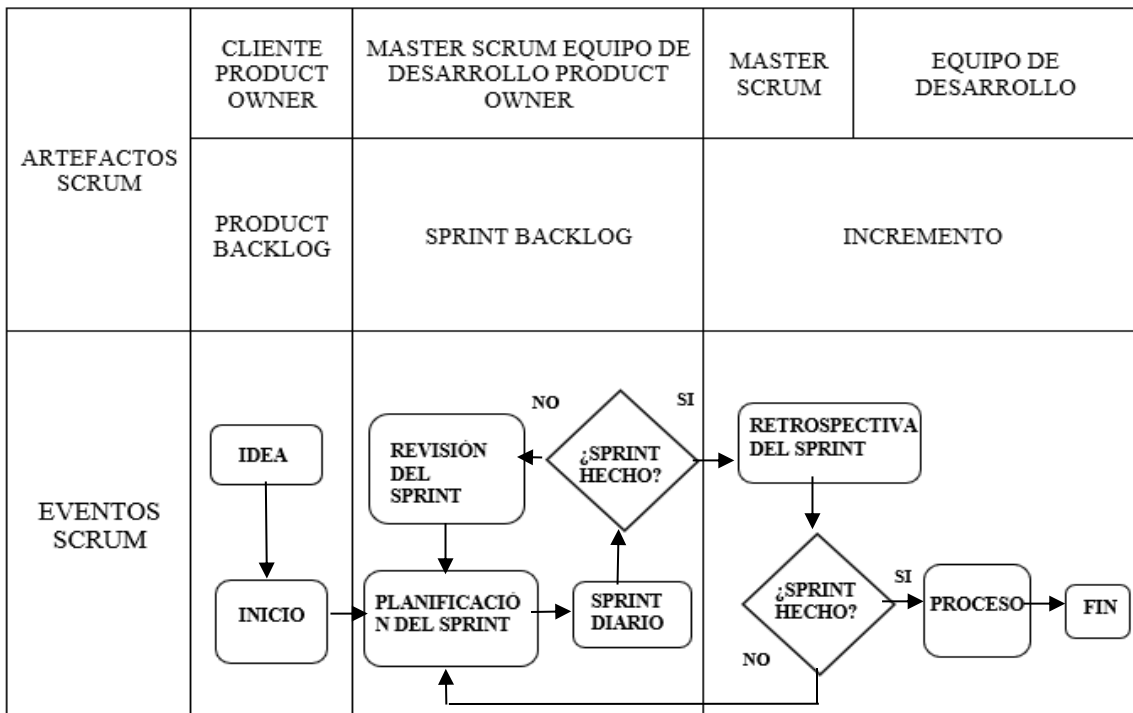 ARTEFACTOS
SCRUM
CLIENTE
PRODUCT
OWNER
MASTER SCRUM EQUIPO DE
DESARROLLO PRODUCT
OWNER
MASTER
SCRUM
EQUIPO DE
DESARROLLO
PRODUCT
BACKLOG
SPRINT BACKLOG
INCREMENTO
EVENTOS
SCRUM
IDEA
INICIO
REVISIÓN
DEL
SPRINT
NO
SI
¿SPRINT
HECHO?
PLANIFICACIÓ
N DEL SPRINT
SPRINT
DIARIO
RETROSPECTIVA
DEL SPRINT
¿SPRINT
HECHO?
SI
NO
PROCESO
FIN